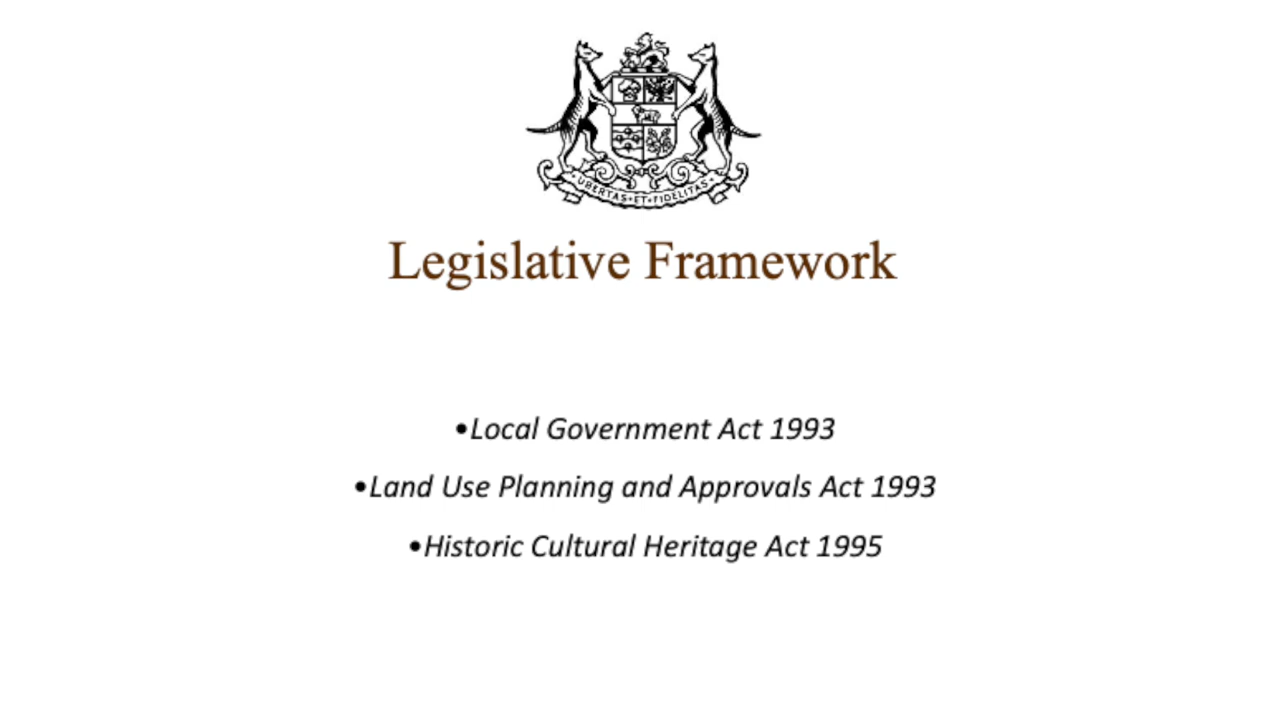 UBERTAS•ET•FIDELITAS
Legislative Framework
•Local Government Act 1993
•Land Use Planning and Approvals Act 1993
•Historic Cultural Heritage Act 1995